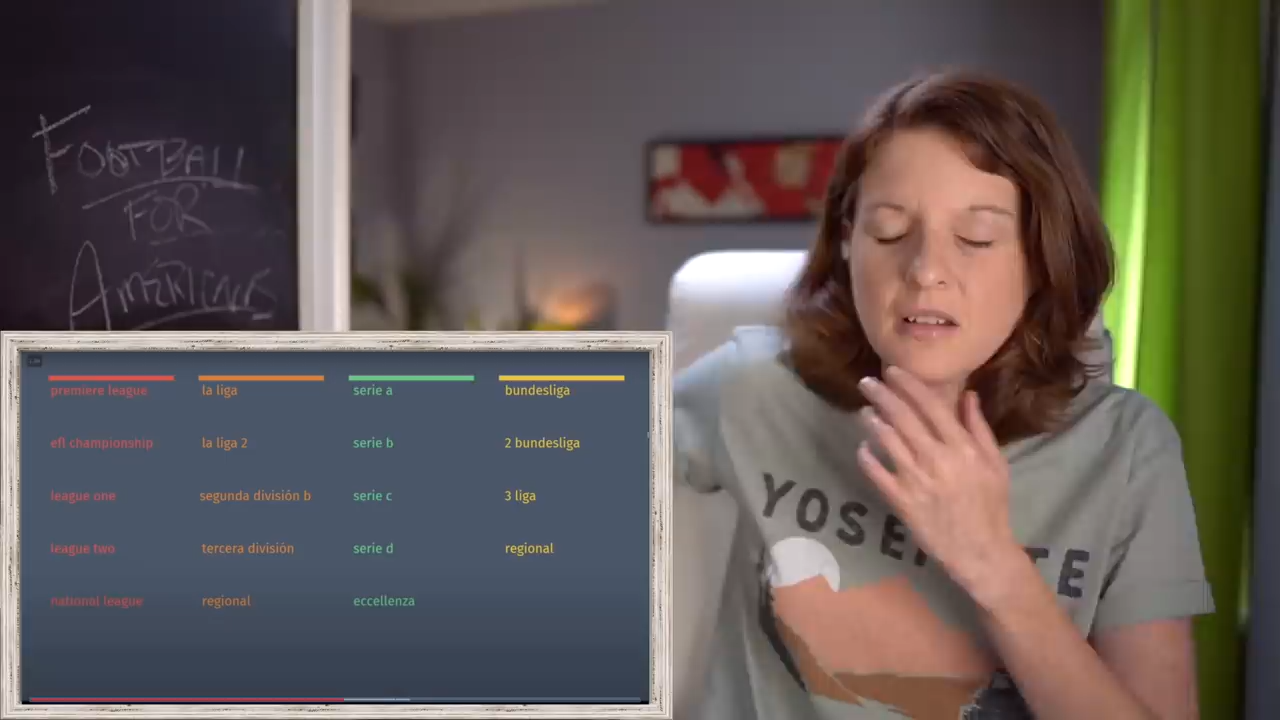 FOOTBALL
FOR
AMERICANS
premiere league
la liga
serie a
bundesliga
efl championship
la liga 2
serie b
2 bundesliga
league one
segunda división b
serie c
3 liga
league two
tercera división
serie d
regional
national league
regional
eccellenza